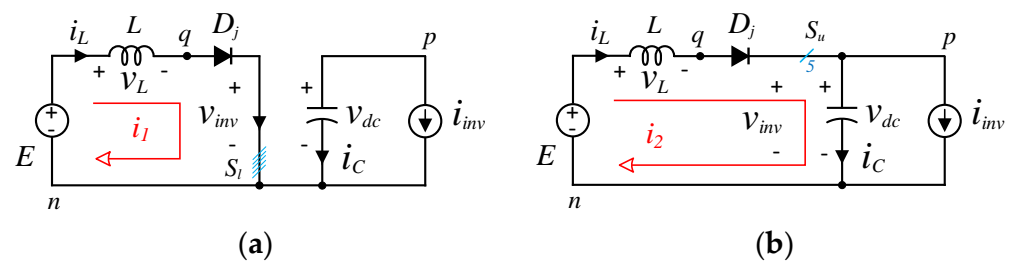 i_L L q D_j p
+ v_L -
+ - E
i_1
+ v_inv -
S_l
+ v_dc -
i_C
i_inv
n
(a)
i_L L q D_j S_u p
5
+ v_L -
+ - E
i_2
+ v_inv -
+ v_dc -
i_C
i_inv
n
(b)